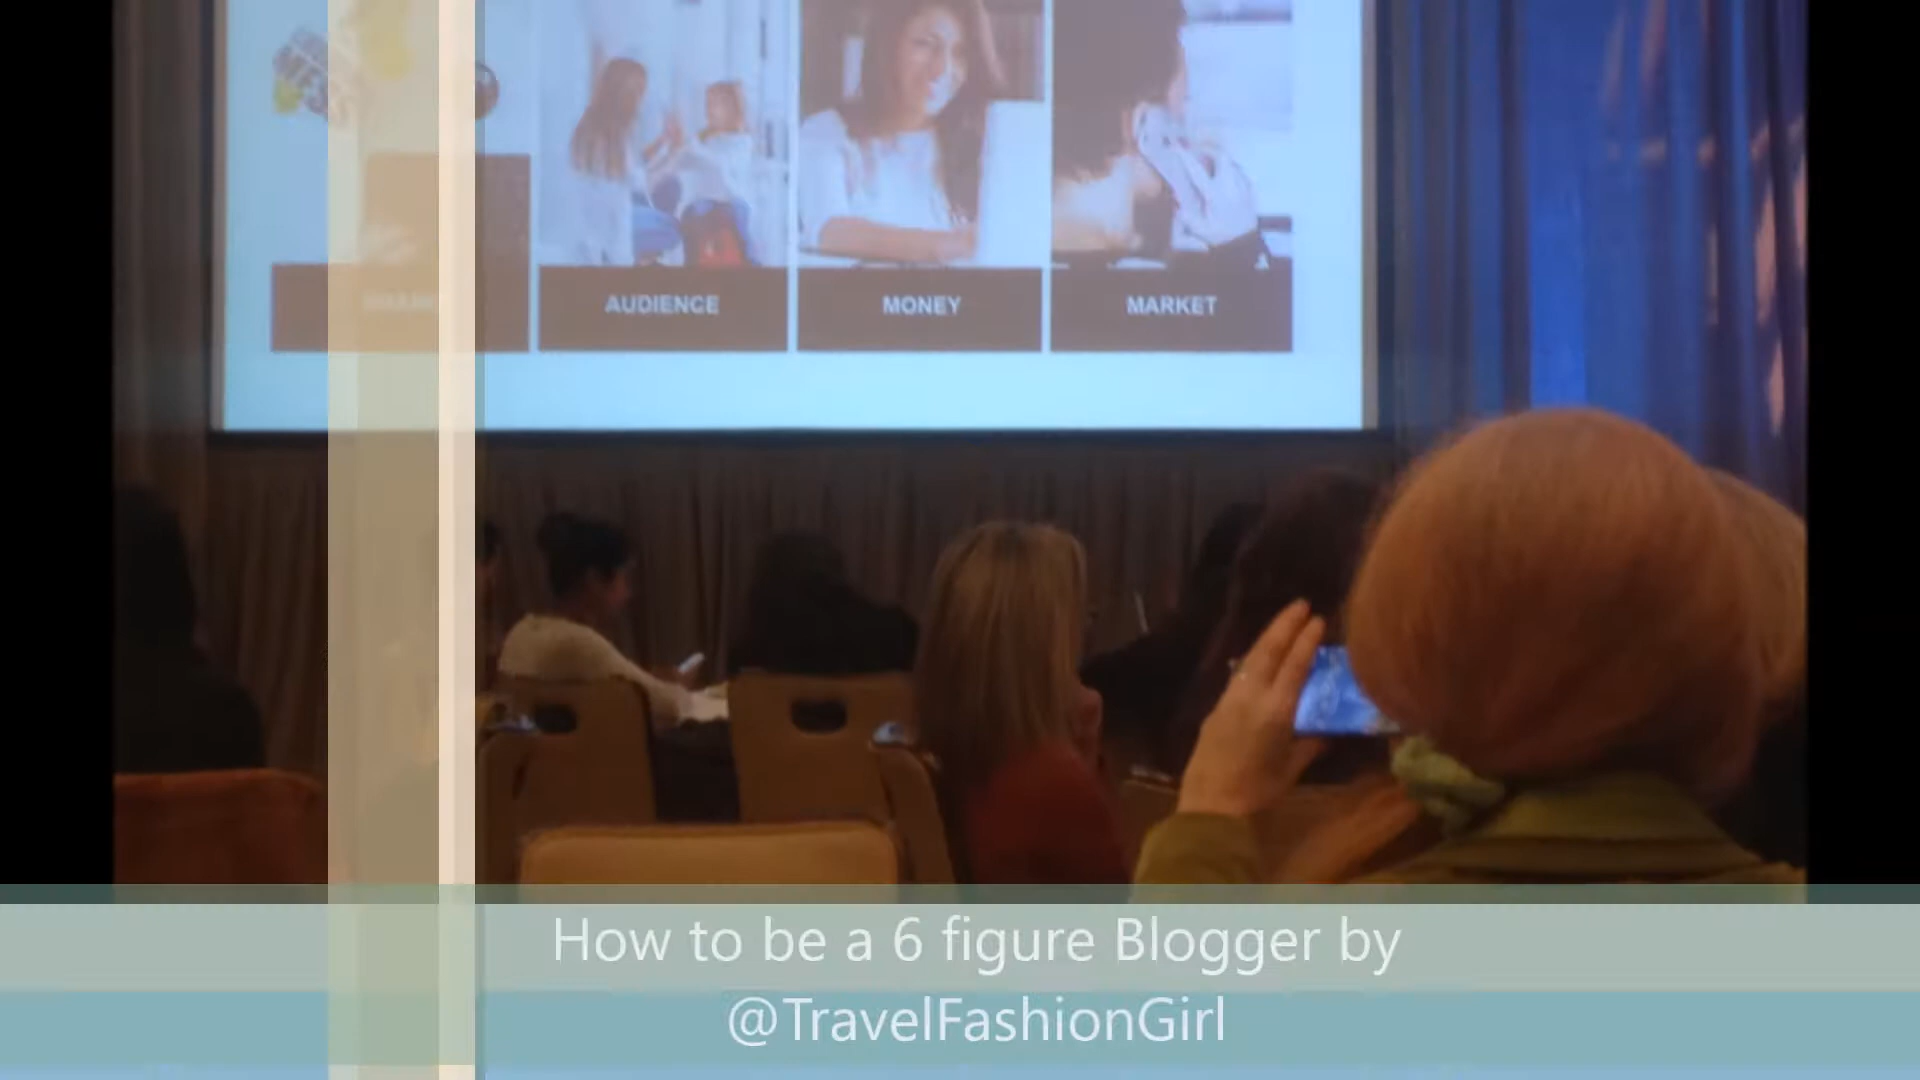 AUDIENCE
MONEY
MARKET
How to be a 6 figure Blogger by
@TravelFashionGirl